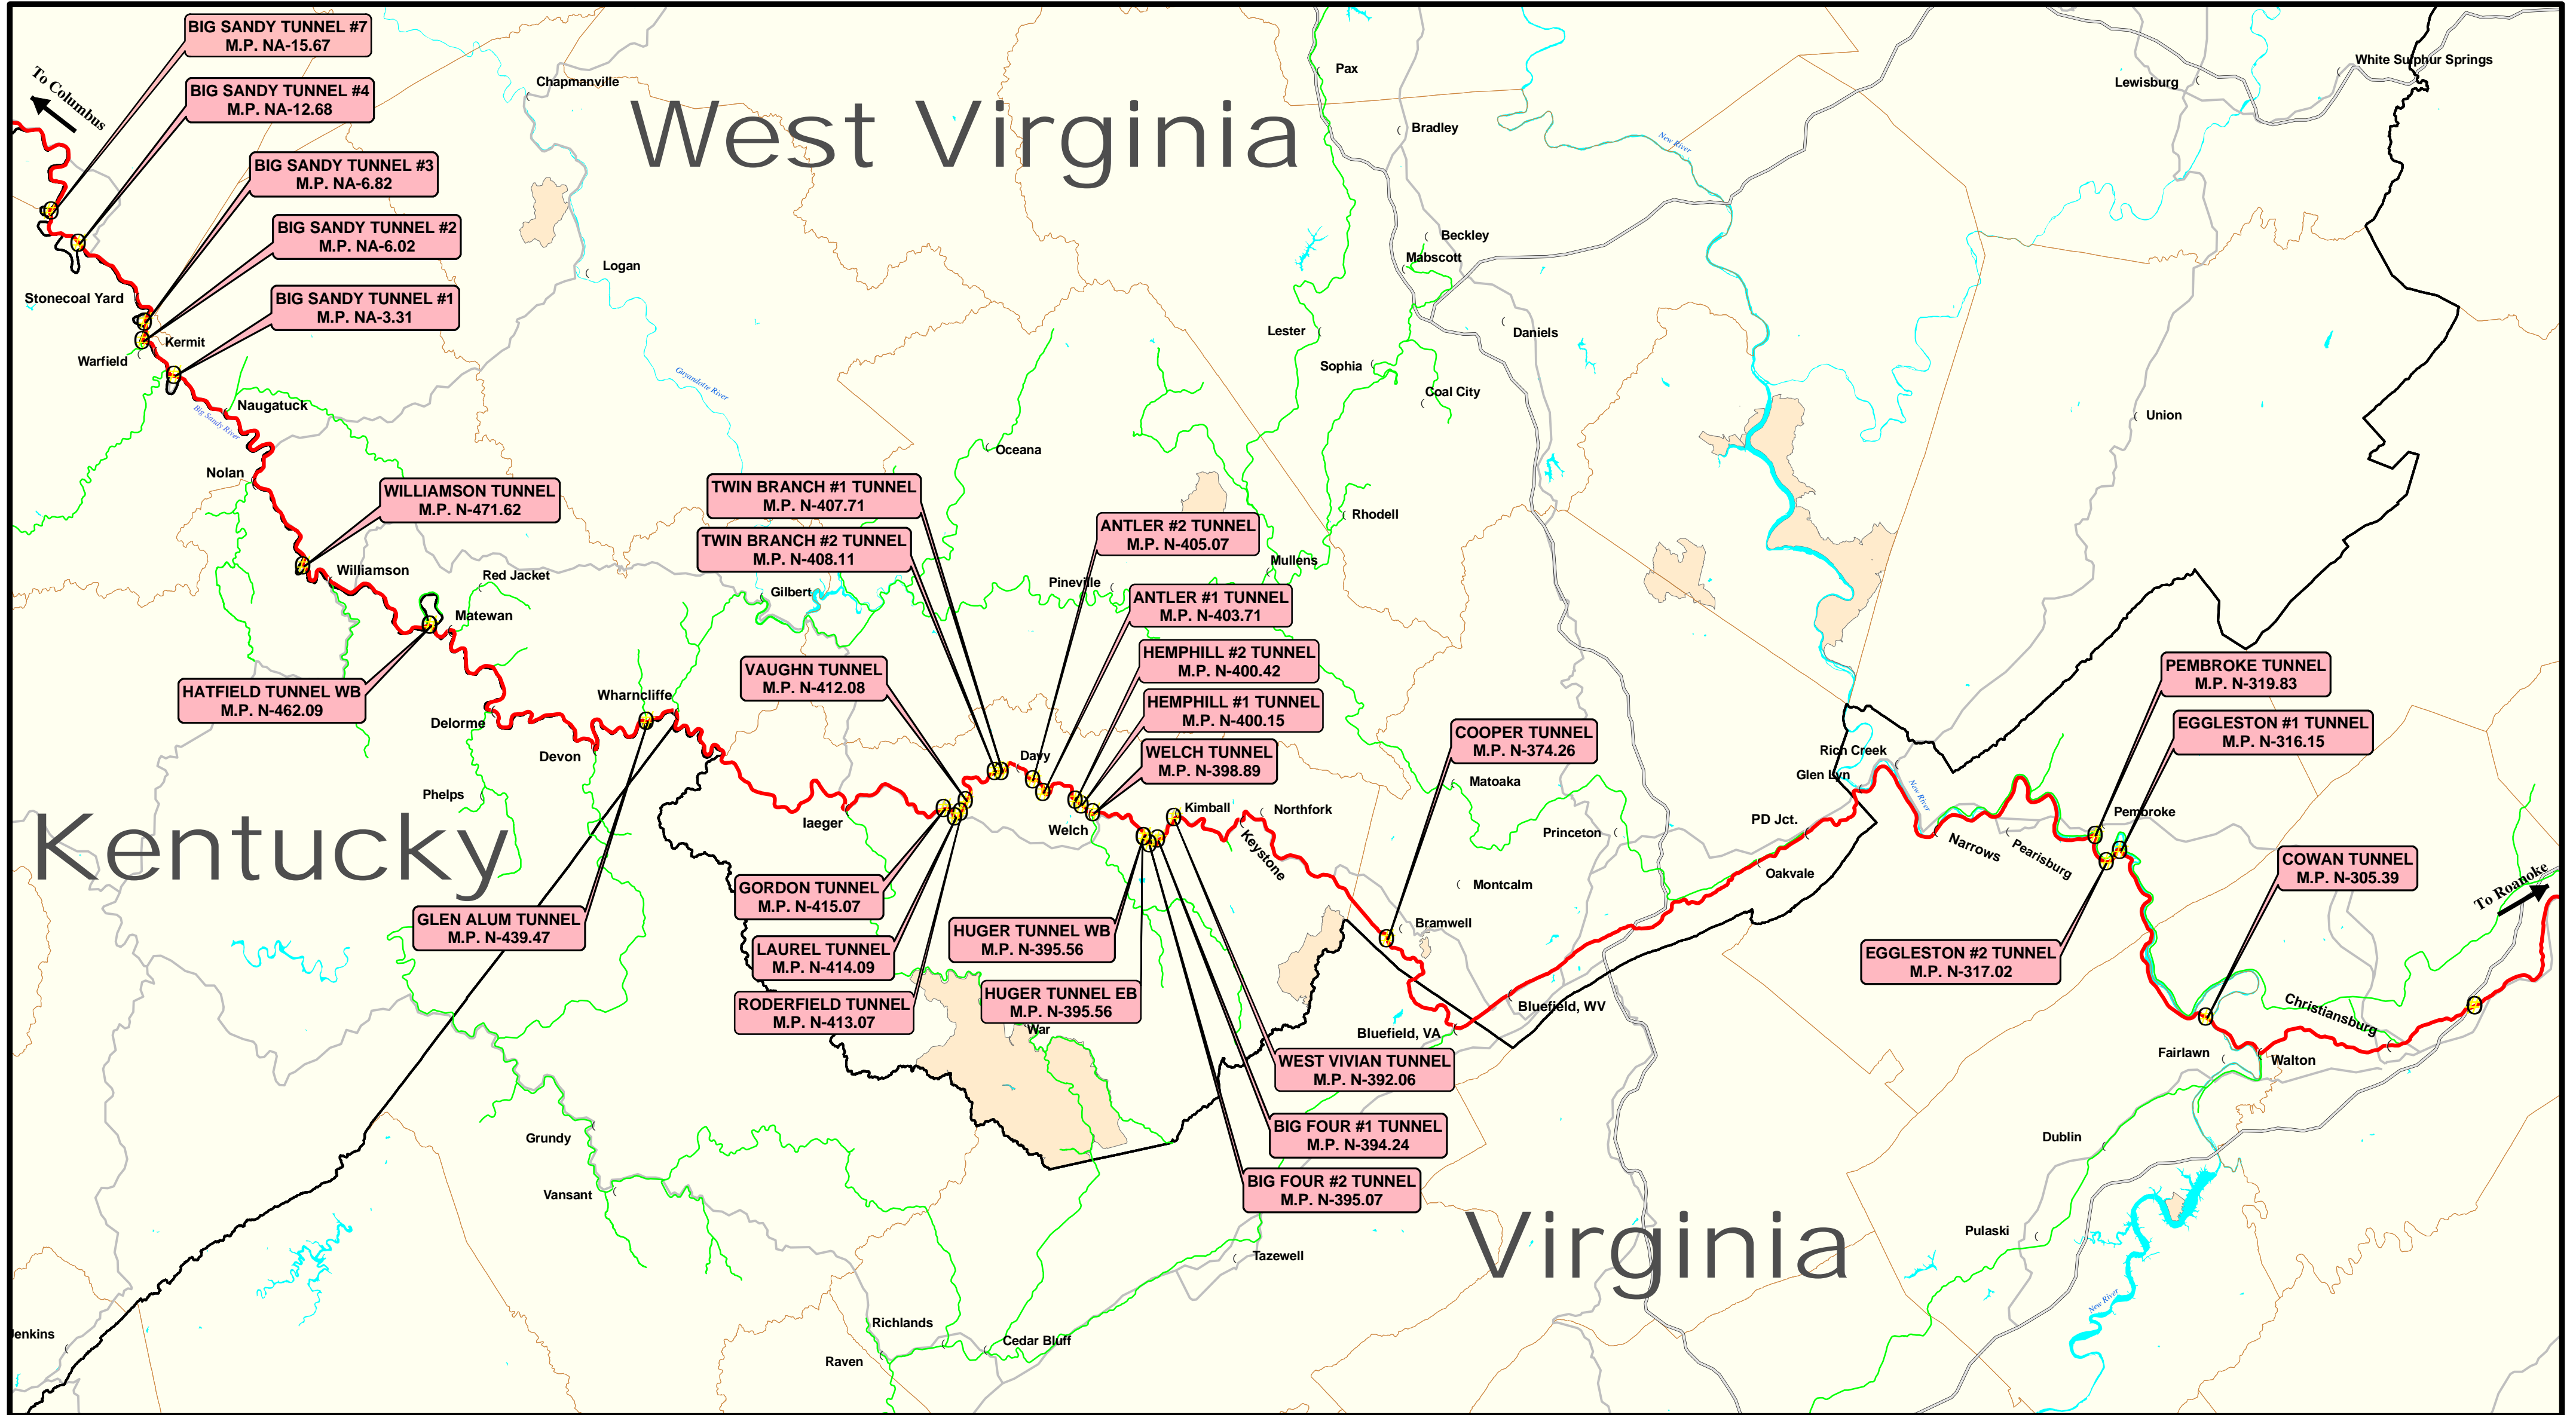 BIG SANDY TUNNEL #7
M.P. NA-15.67
To Columbus
BIG SANDY TUNNEL #4
M.P. NA-12.68
BIG SANDY TUNNEL #3
M.P. NA-6.82
BIG SANDY TUNNEL #2
M.P. NA-6.02
BIG SANDY TUNNEL #1
M.P. NA-3.31
Chapmanville
West Virginia
Pax
Bradley
New River
Lewisburg
White Sulphur Springs
Logan
Beckley
Mabscott
Stonecoal Yard
Kermit
Warfield
Lester
Daniels
Sophia
Coal City
Guyandotte River
Naugatuck
Big Sandy River
Union
Oceana
Nolan
WILLIAMSON TUNNEL
M.P. N-471.62
TWIN BRANCH #1 TUNNEL
M.P. N-407.71
TWIN BRANCH #2 TUNNEL
M.P. N-408.11
ANTLER #2 TUNNEL
M.P. N-405.07
Rhodell
Mullens
Williamson
Red Jacket
Pineville
Gilbert
ANTLER #1 TUNNEL
M.P. N-403.71
Matewan
HEMPHILL #2 TUNNEL
M.P. N-400.42
VAUGHN TUNNEL
M.P. N-412.08
HATFIELD TUNNEL WB
M.P. N-462.09
Wharncliffe
HEMPHILL #1 TUNNEL
M.P. N-400.15
PEMBROKE TUNNEL
M.P. N-319.83
Delorme
EGGLESTON #1 TUNNEL
M.P. N-316.15
COOPER TUNNEL
M.P. N-374.26
WELCH TUNNEL
M.P. N-398.89
Devon
Davy
Rich Creek
Glen Lyn
Matoaka
New River
Phelps
Kentucky
Iaeger
Welch
Kimball
Northfork
Keystone
Princeton
PD Jct.
Narrows
Pearisburg
Pembroke
COWAN TUNNEL
M.P. N-305.39
Oakvale
Montcalm
To Roanoke
GORDON TUNNEL
M.P. N-415.07
GLEN ALUM TUNNEL
M.P. N-439.47
HUGER TUNNEL WB
M.P. N-395.56
Bramwell
LAUREL TUNNEL
M.P. N-414.09
EGGLESTON #2 TUNNEL
M.P. N-317.02
RODERFIELD TUNNEL
M.P. N-413.07
HUGER TUNNEL EB
M.P. N-395.56
War
Bluefield, WV
Bluefield, VA
Christiansburg
Fairlawn
Walton
WEST VIVIAN TUNNEL
M.P. N-392.06
BIG FOUR #1 TUNNEL
M.P. N-394.24
Grundy
Dublin
BIG FOUR #2 TUNNEL
M.P. N-395.07
Vansant
Virginia
Pulaski
Tazewell
New River
Richlands
Cedar Bluff
Raven
Jenkins